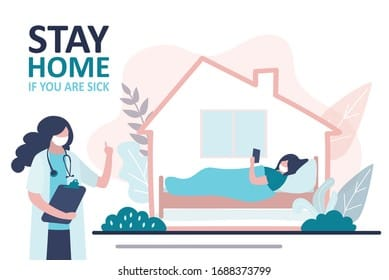 STAY
HOME
IF YOU ARE SICK
shutterstock.com · 1688373799